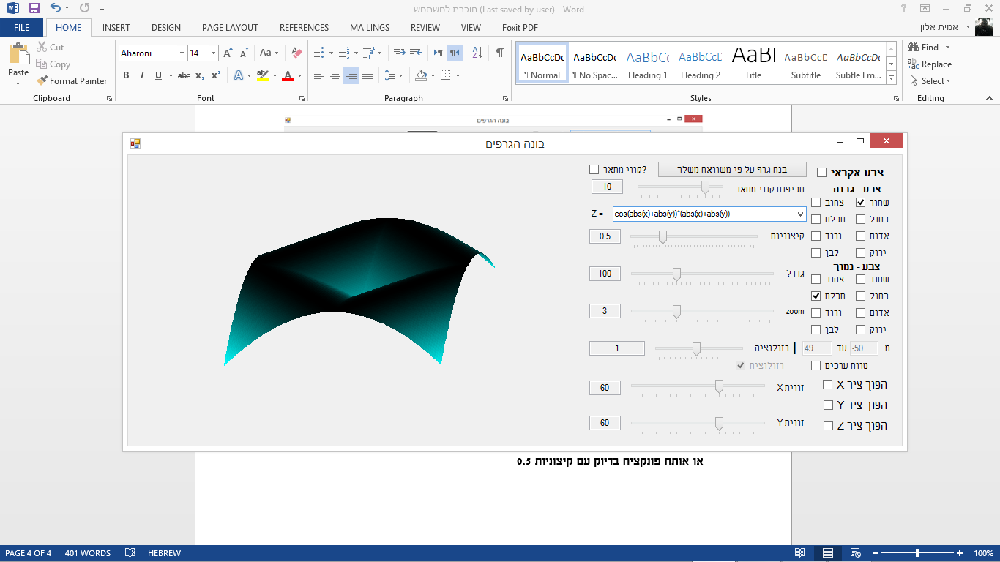 חוברת למשתמש (Last saved by user) - Word
FILE HOME INSERT DESIGN PAGE LAYOUT REFERENCES MAILINGS REVIEW VIEW Foxit PDF
אמית אלון
Paste
Cut
Copy
Format Painter
Clipboard
Aharoni 14
Aa
B I U abc x₂ x²
A ab A
Font
Paragraph
AaBbCcDc AaBbCcDc AaBbCc AaBbCcC AaBl AaBbCcD AaBbCcDc
¶ Normal ¶ No Spac... Heading 1 Heading 2 Title Subtitle Subtle Em...
Styles
Find
Replace
Select
Editing
בונה הגרפים
בונה הגרפים
צבע אקראי
בנה גרף על פי משוואה משלך
קווי מתאר?
תכיפות קווי מתאר
10
Z =
cos(abs(x)+abs(y))*(abs(x)+abs(y))
קיצוניות
0.5
גודל
100
zoom
3
רזולוציה
1
רזולוציה
זווית X
60
זווית Y
60
צבע - גבוה
שחור צהוב
כחול תכלת
אדום ורוד
ירוק לבן
צבע - נמוך
שחור צהוב
כחול תכלת
אדום ורוד
ירוק לבן
מ -50 עד 49
טווח ערכים
הפוך ציר X
הפוך ציר Y
הפוך ציר Z
או אותה פונקציה בדיוק עם קיצוניות 0.5
PAGE 4 OF 4 401 WORDS HEBREW
100%